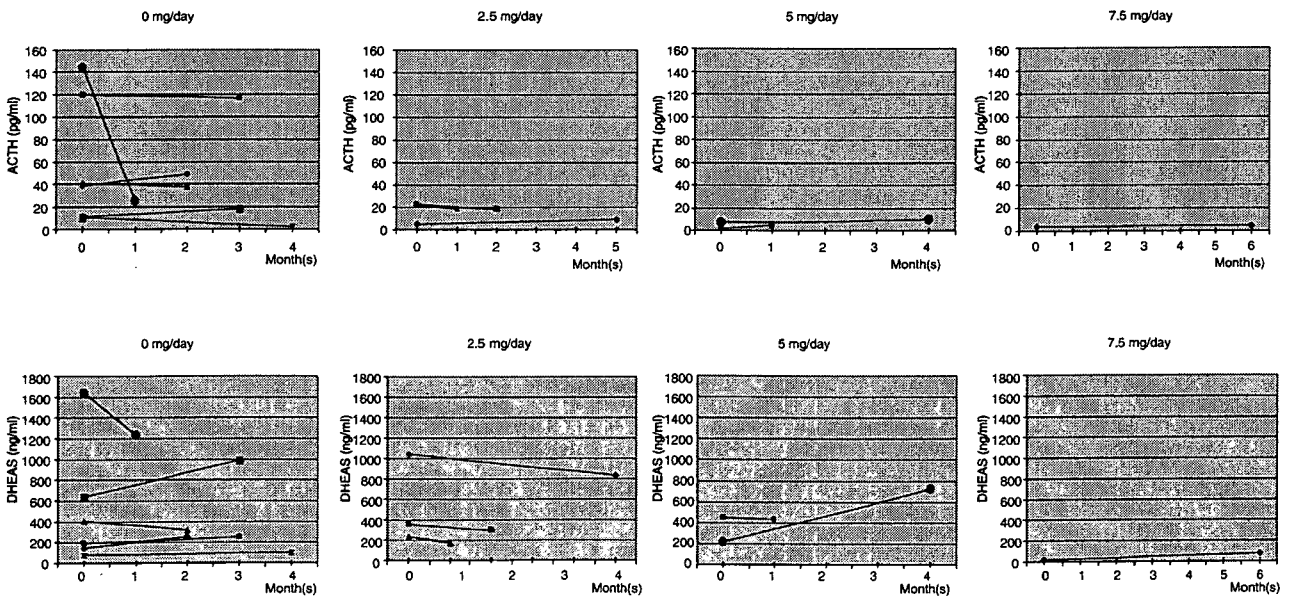 0 mg/day
2.5 mg/day
5 mg/day
7.5 mg/day
ACTH (pg/ml)
160
140
120
100
80
60
40
20
0
0 1 2 3 4
Month(s)
ACTH (pg/ml)
160
140
120
100
80
60
40
20
0
0 1 2 3 4 5
Month(s)
ACTH (pg/ml)
160
140
120
100
80
60
40
20
0
0 1 2 3 4
Month(s)
ACTH (pg/ml)
160
140
120
100
80
60
40
20
0
0 1 2 3 4 5 6
Month(s)
0 mg/day
2.5 mg/day
5 mg/day
7.5 mg/day
DHEAS (ng/ml)
1800
1600
1400
1200
1000
800
600
400
200
0
0 1 2 3 4
Month(s)
DHEAS (ng/ml)
1800
1600
1400
1200
1000
800
600
400
200
0
0 1 2 3 4
Month(s)
DHEAS (ng/ml)
1800
1600
1400
1200
1000
800
600
400
200
0
0 1 2 3 4
Month(s)
DHEAS (ng/ml)
1800
1600
1400
1200
1000
800
600
400
200
0
0 1 2 3 4 5 6
Month(s)